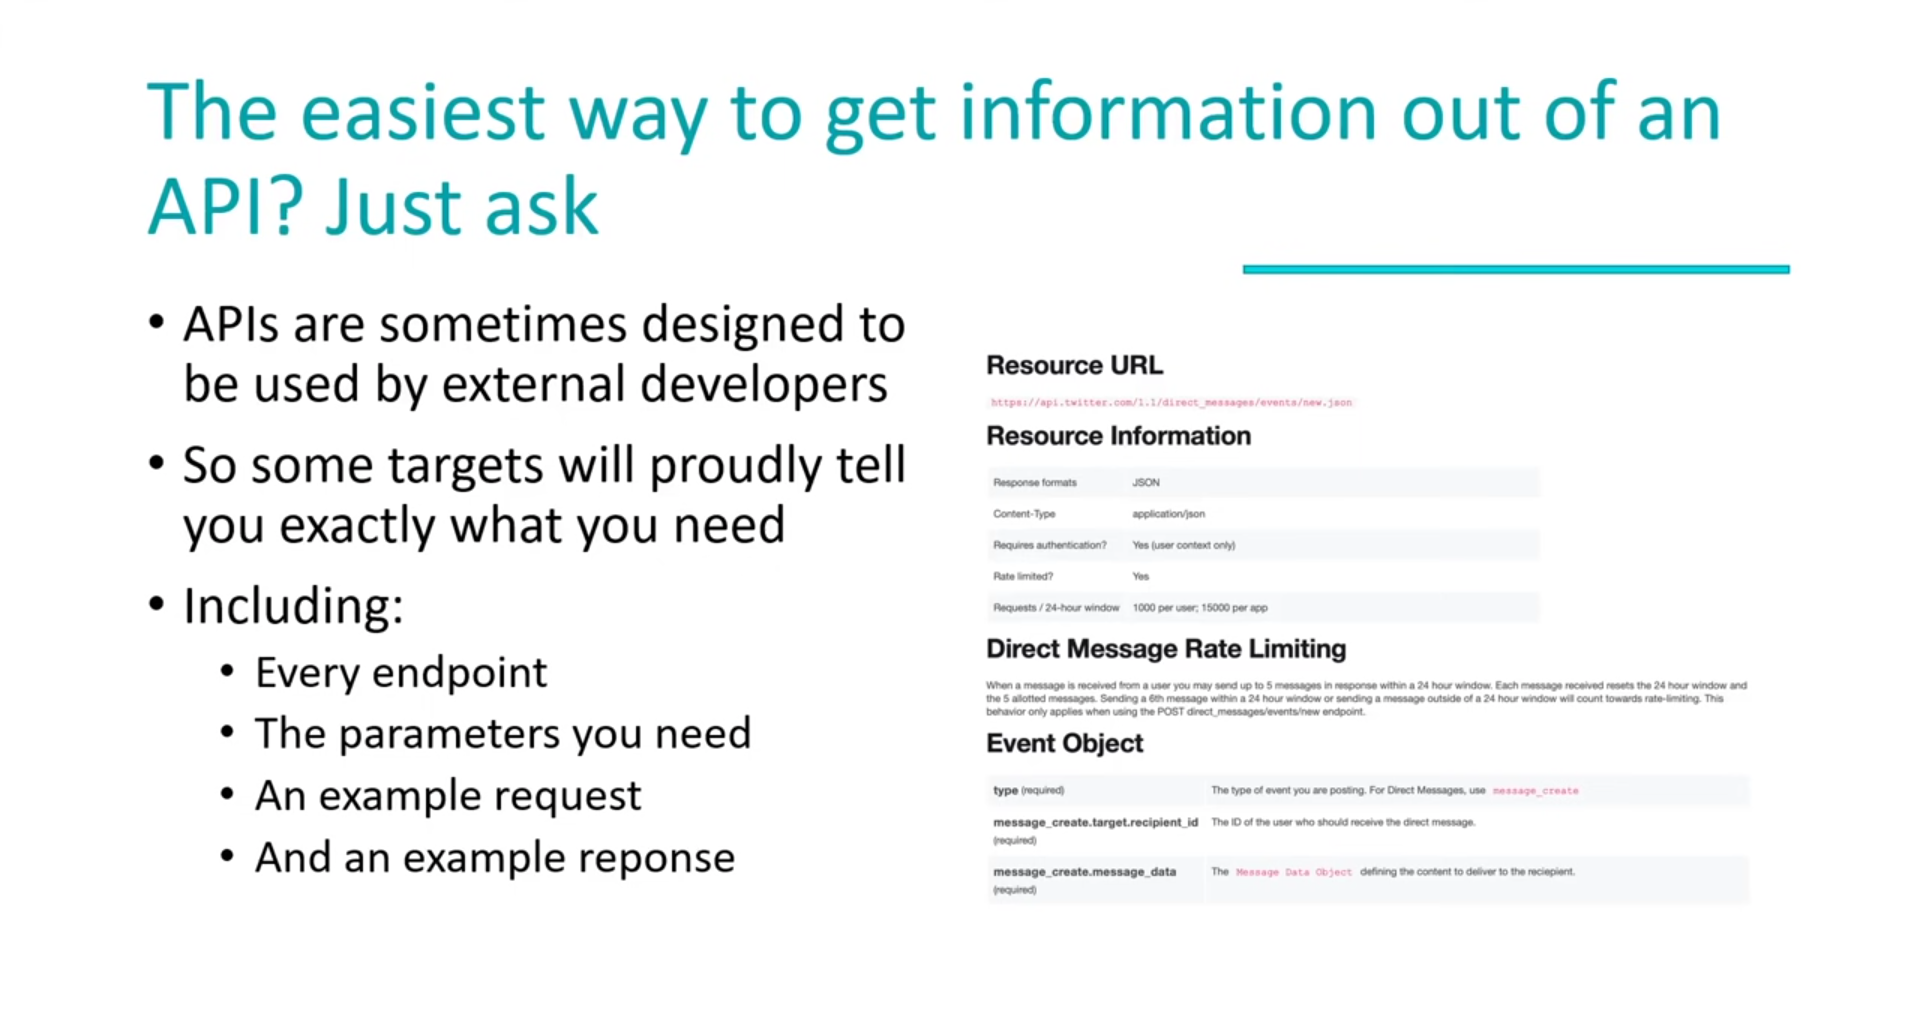 The easiest way to get information out of an
API? Just ask
• APIs are sometimes designed to
be used by external developers
• So some targets will proudly tell
you exactly what you need
• Including:
• Every endpoint
• The parameters you need
• An example request
• And an example reponse
Resource URL
https://api.twitter.com/1.1/direct_messages/events/new.json
Resource Information
Response formats JSON
Content-Type application/json
Requires authentication? Yes (user context only)
Rate limited? Yes
Requests / 24-hour window 1000 per user; 15000 per app
Direct Message Rate Limiting
When a message is received from a user you may send up to 5 messages in response within a 24 hour window. Each message received resets the 24 hour window and
the 5 allotted messages. Sending a 6th message within a 24 hour window or sending a message outside of a 24 hour window will count towards rate-limiting. This
behavior only applies when using the POST direct_messages/events/new endpoint.
Event Object
type (required) The type of event you are posting. For Direct Messages, use message_create
message_create.target.recipient_id The ID of the user who should receive the direct message.
(required)
message_create.message_data The Message Data Object defining the content to deliver to the reciepient.
(required)